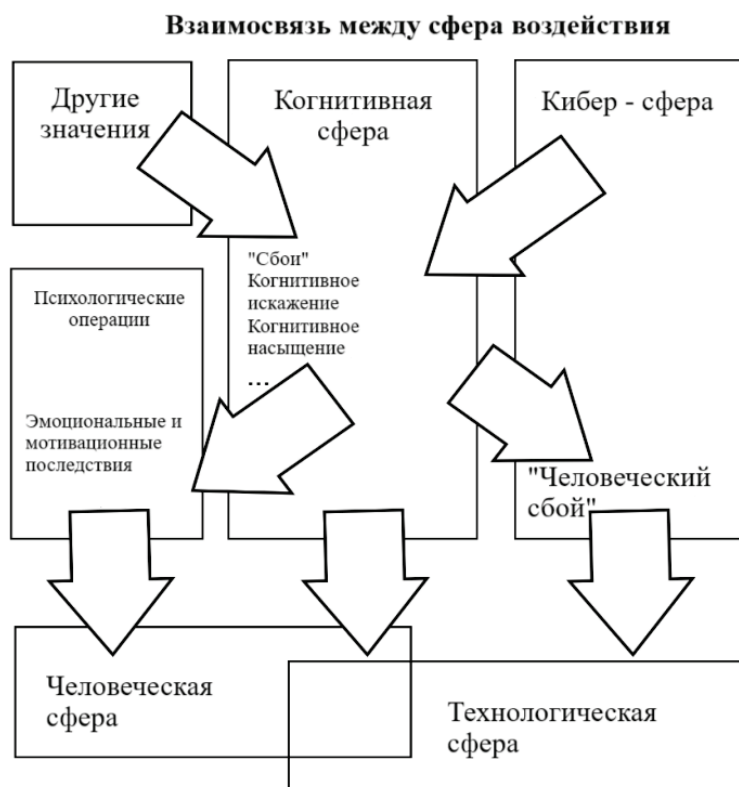 Взаимосвязь между сфера воздействия
Другие
значения
Когнитивная
сфера
Кибер - сфера
"Сбои"
Когнитивное
искажение
Когнитивное
насыщение
...
Психологические
операции
Эмоциональные и
мотивационные
последствия
"Человеческий
сбой"
Человеческая
сфера
Технологическая
сфера